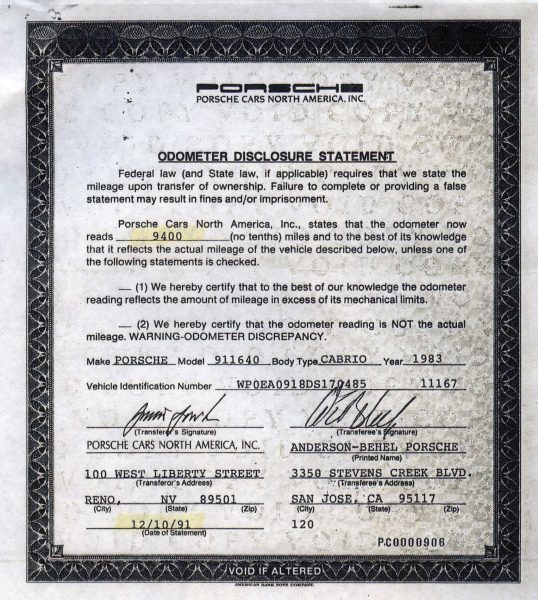 PORSCHE
PORSCHE CARS NORTH AMERICA, INC.
ODOMETER DISCLOSURE STATEMENT
Federal law (and State law, if applicable) requires that we state the
mileage upon transfer of ownership. Failure to complete or providing a false
statement may result in fines and/or imprisonment.
Porsche Cars North America, Inc., states that the odometer now
reads 9400 (no tenths) miles and to the best of its knowledge
that it reflects the actual mileage of the vehicle described below, unless one
of the following statements is checked.
__ (1) We hereby certify that to the best of our knowledge the odometer
reading reflects the amount of mileage in excess of its mechanical limits.
__ (2) We hereby certify that the odometer reading is NOT the actual
mileage. WARNING-ODOMETER DISCREPANCY.
Make PORSCHE Model 911640 Body Type CABRIO Year 1983
Vehicle Identification Number WP0EA0918DS170485 11167
(Transferor's Signature) (Transferee's Signature)
PORSCHE CARS NORTH AMERICA, INC. ANDERSON-BEHEL PORSCHE
(Printed Name)
100 WEST LIBERTY STREET 3350 STEVENS CREEK BLVD.
(Transferor's Address) (Transferee's Address)
RENO, NV 89501 SAN JOSE, CA 95117
(City) (State) (Zip) (City) (State) (Zip)
12/10/91 120
(Date of Statement)
PC0000906
VOID IF ALTERED
AMERICAN BANK NOTE COMPANY.